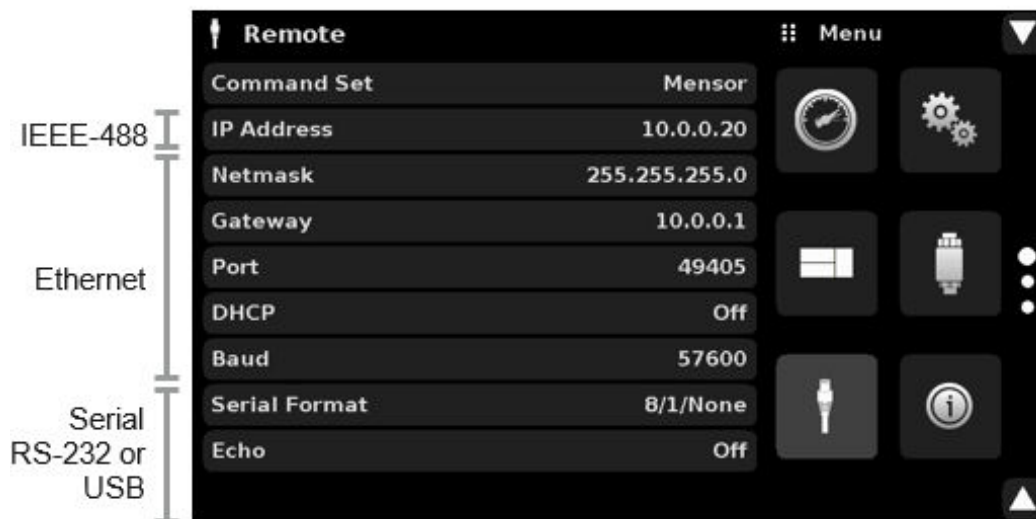 Remote
Menu
Command Set Mensor
IEEE-488
IP Address 10.0.0.20
Netmask 255.255.255.0
Gateway 10.0.0.1
Ethernet
Port 49405
DHCP Off
Baud 57600
Serial Format 8/1/None
Serial
RS-232 or
USB
Echo Off